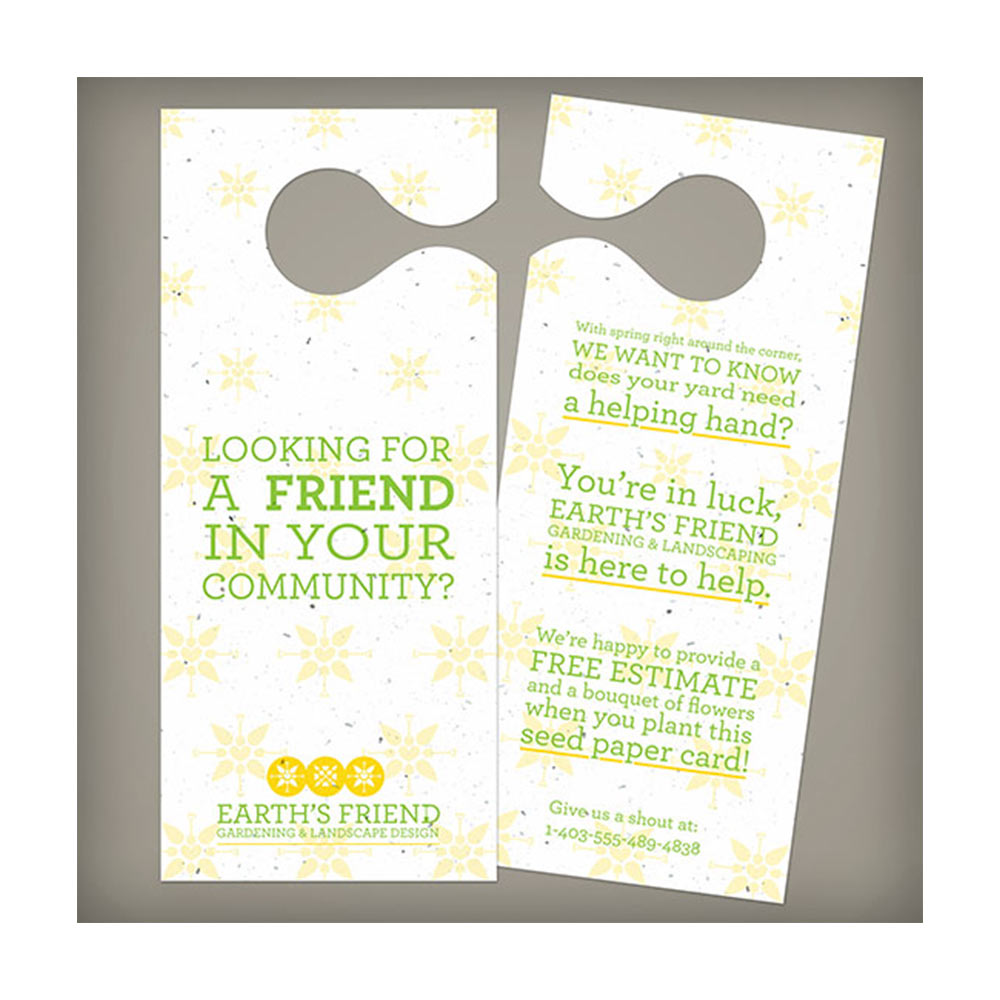 LOOKING FOR
A FRIEND
IN YOUR
COMMUNITY?
EARTH'S FRIEND
GARDENING & LANDSCAPE DESIGN
With spring right around the corner,
WE WANT TO KNOW
does your yard need
a helping hand?
You're in luck,
EARTH'S FRIEND
GARDENING & LANDSCAPING
is here to help.
We're happy to provide a
FREE ESTIMATE
and a bouquet of flowers
when you plant this
seed paper card!
Give us a shout at:
1-403-555-489-4838